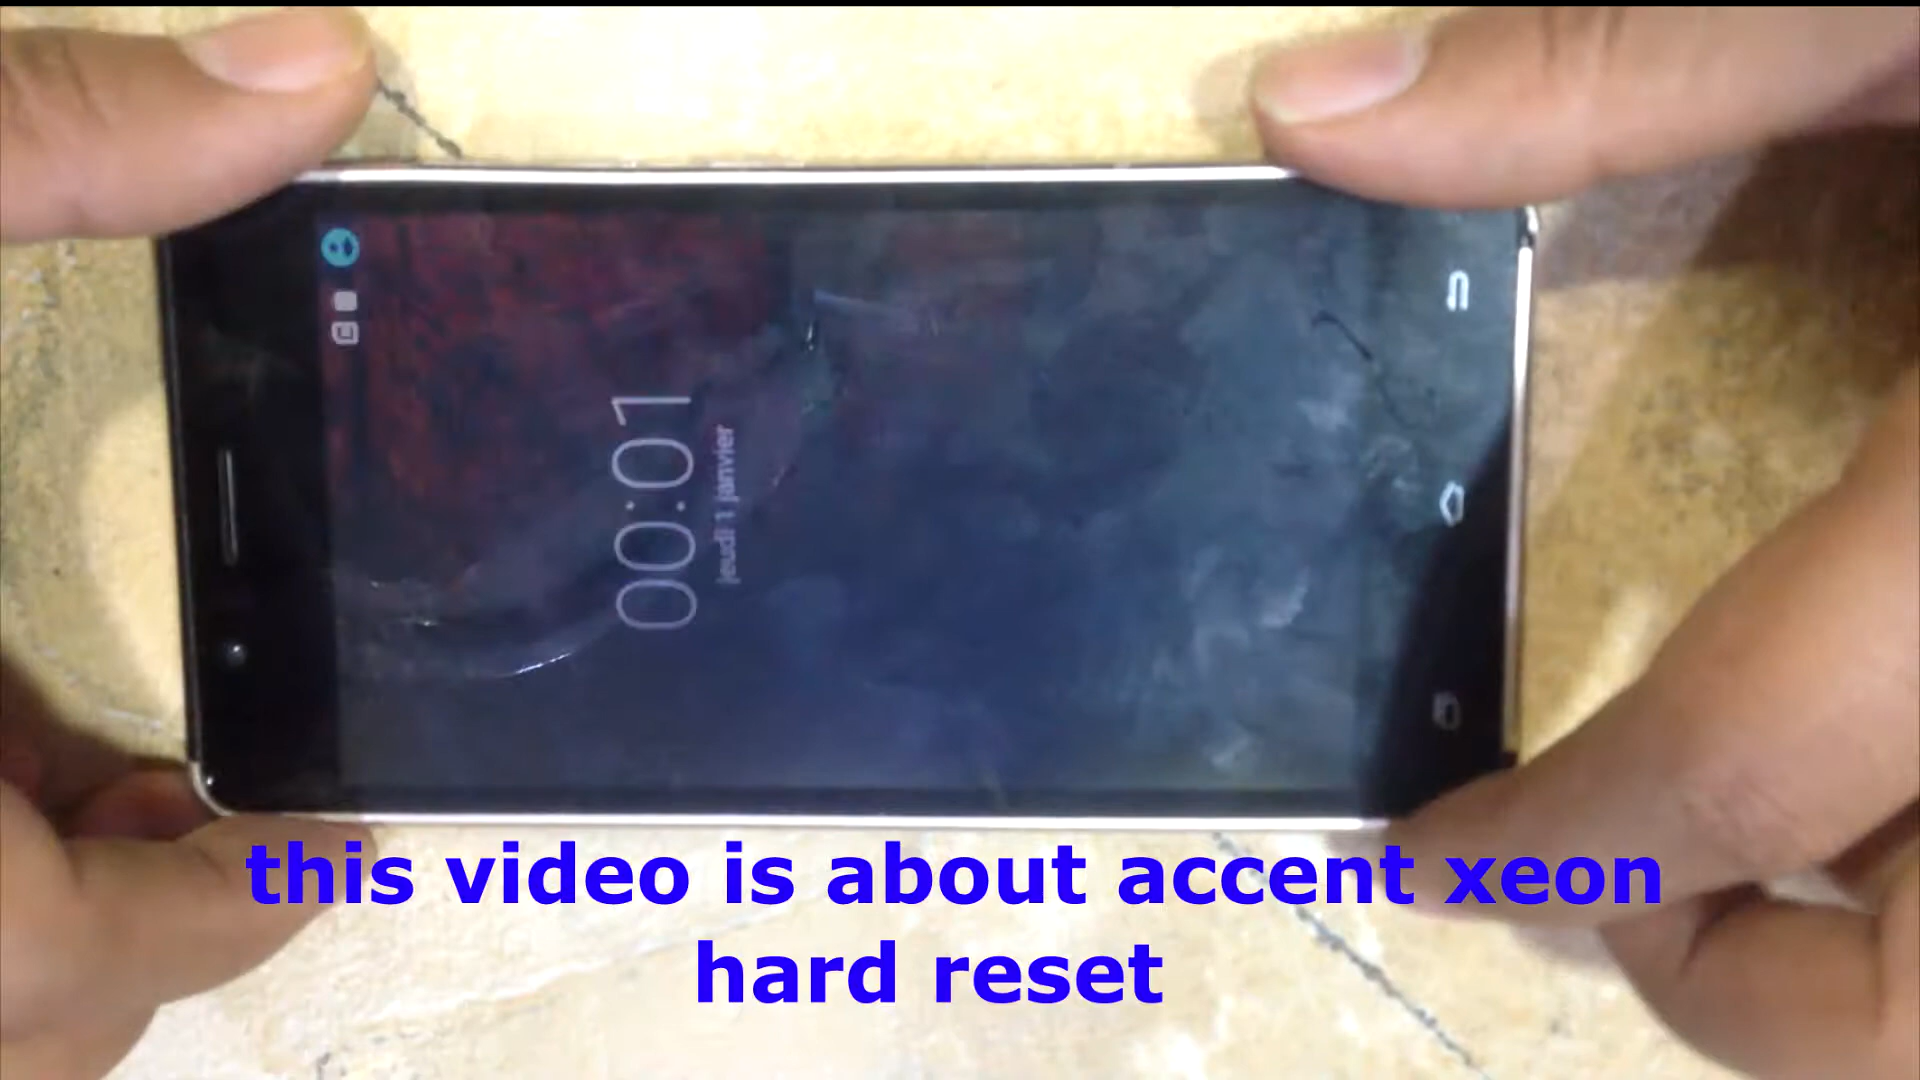 00:01
jeudi 1 janvier
this video is about accent xeon
hard reset